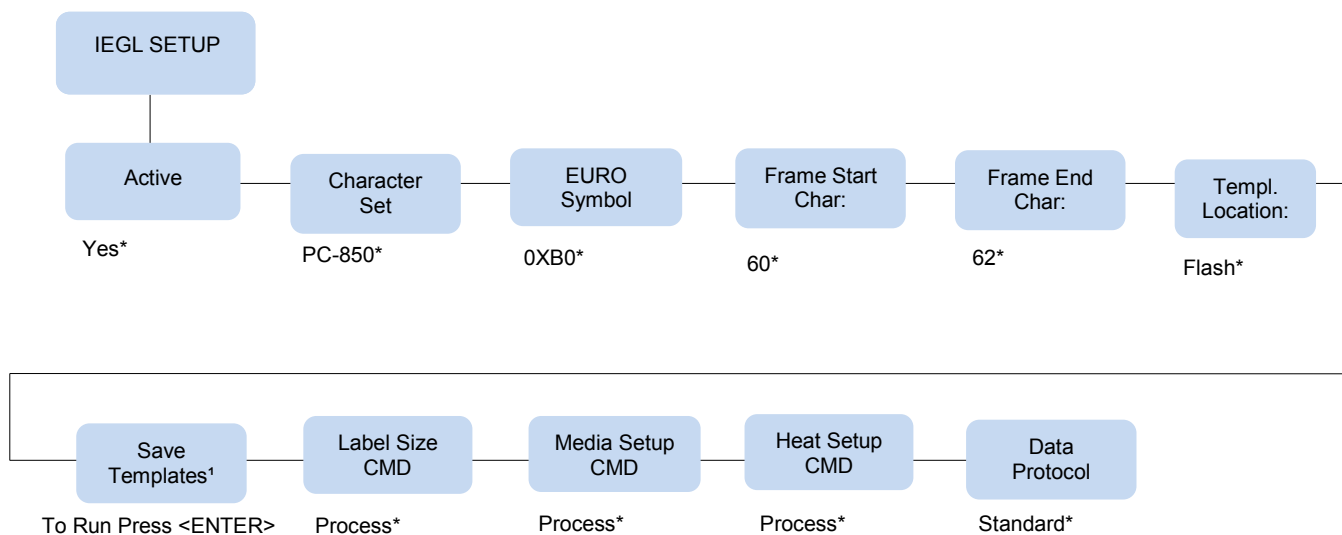 IEGL SETUP
Active
Character
Set
EURO
Symbol
Frame Start
Char:
Frame End
Char:
Templ.
Location:
Yes*
PC-850*
0XB0*
60*
62*
Flash*
Save
Templates¹
Label Size
CMD
Media Setup
CMD
Heat Setup
CMD
Data
Protocol
To Run Press <ENTER>
Process*
Process*
Process*
Standard*